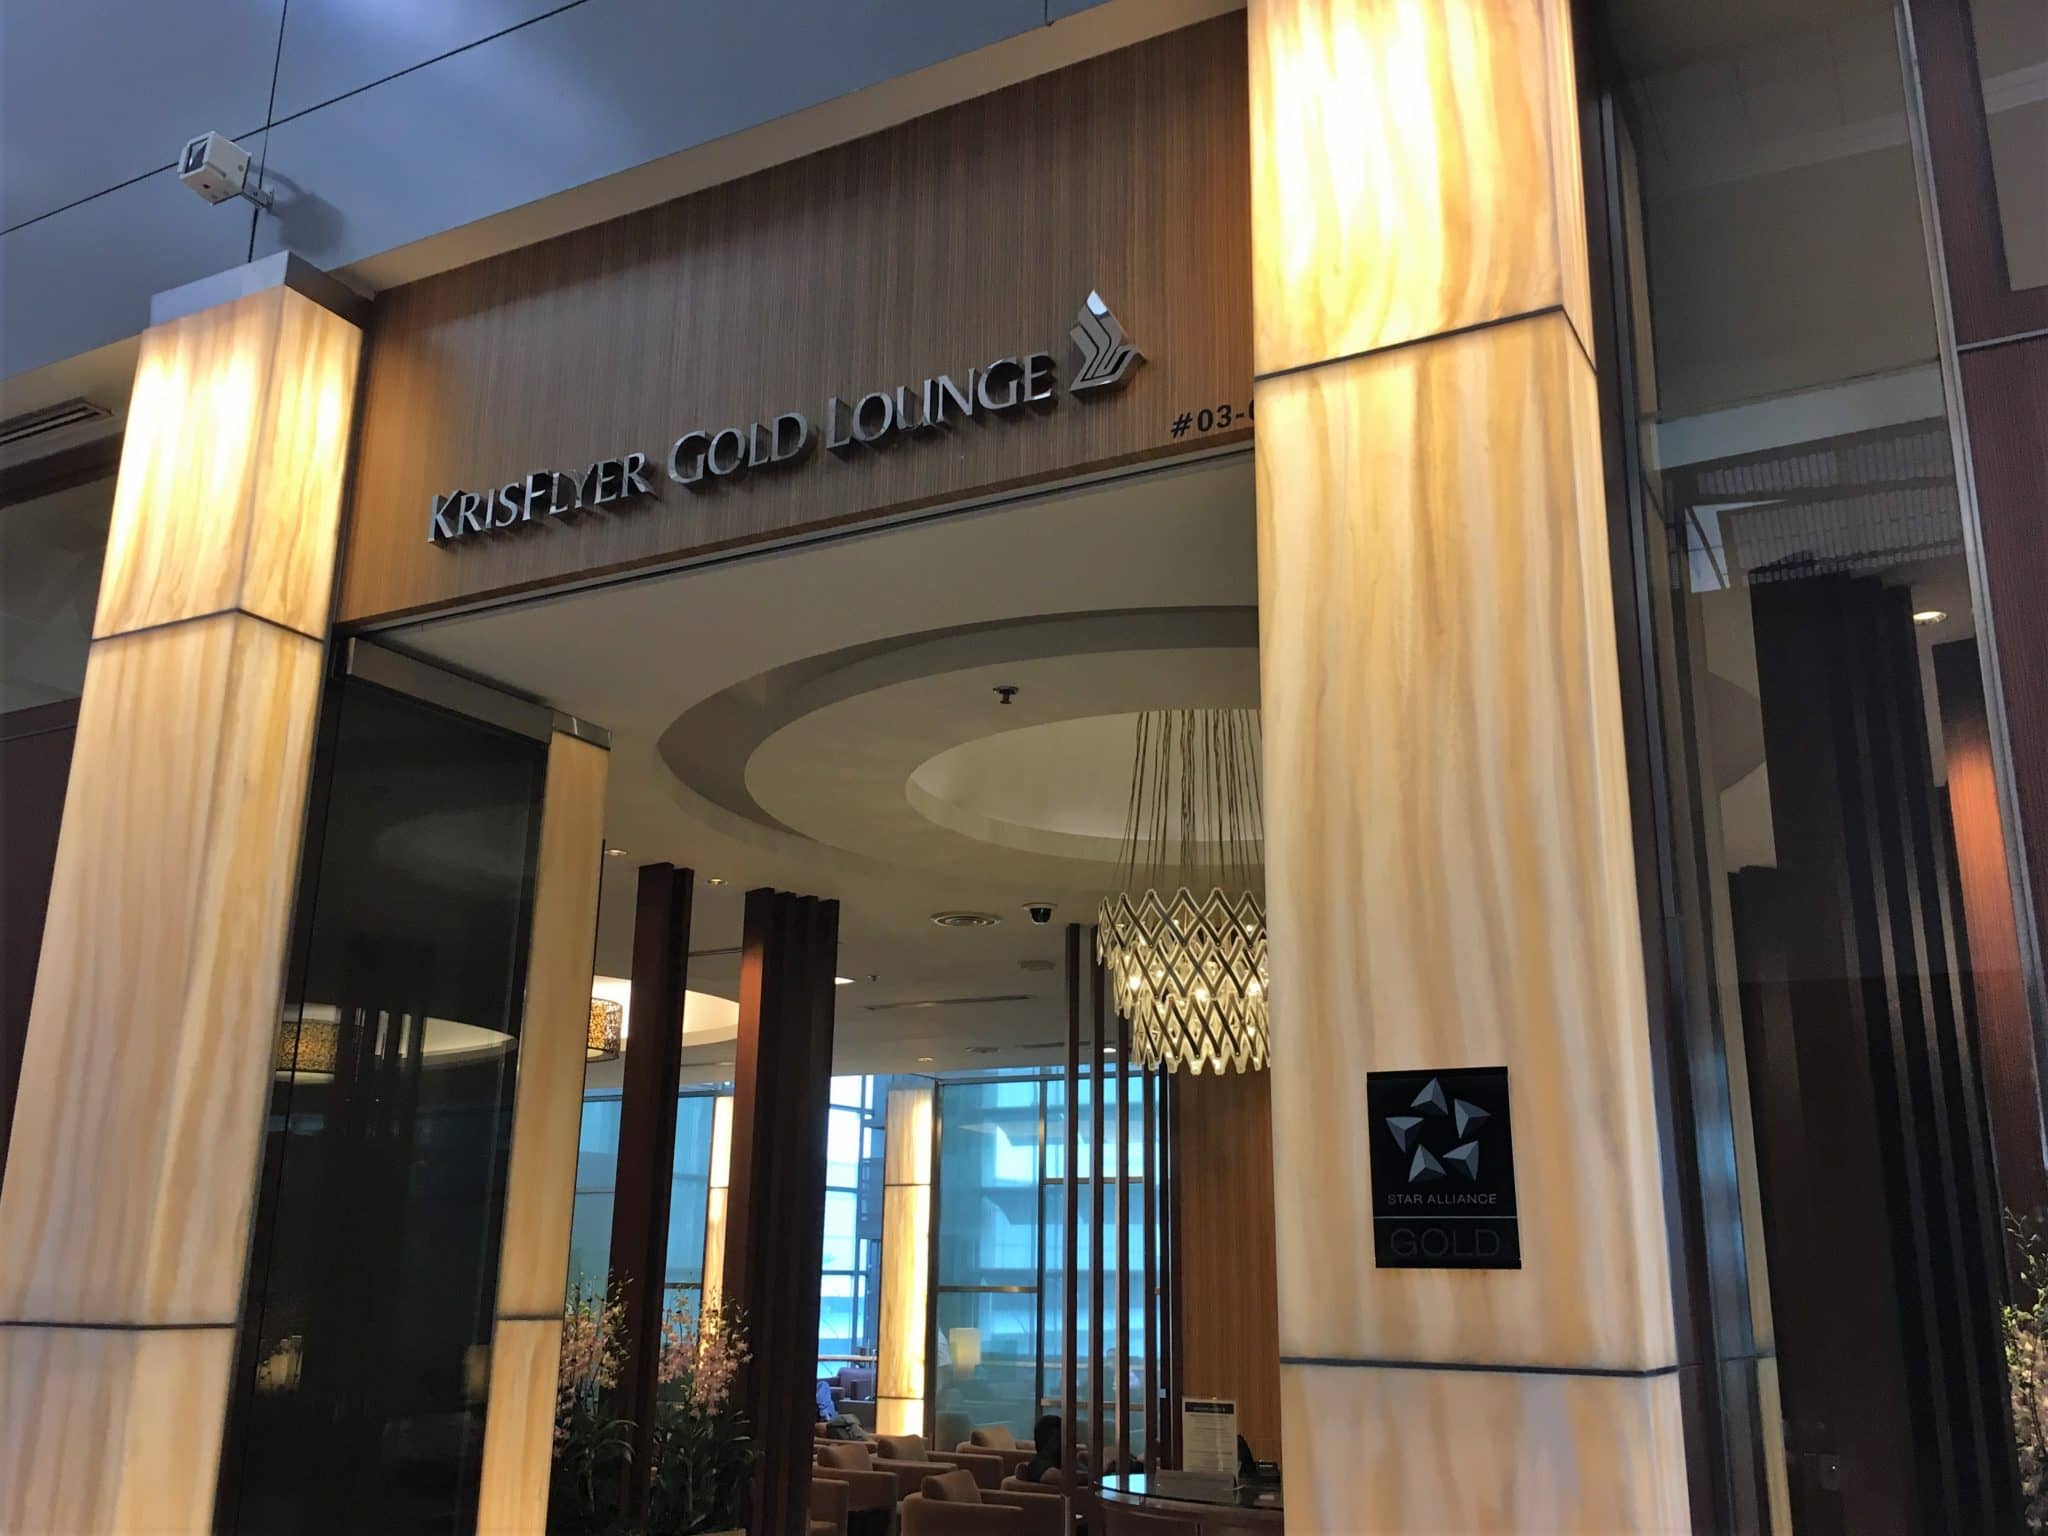 KRISFLYER GOLD LOUNGE
#03-
STAR ALLIANCE
GOLD